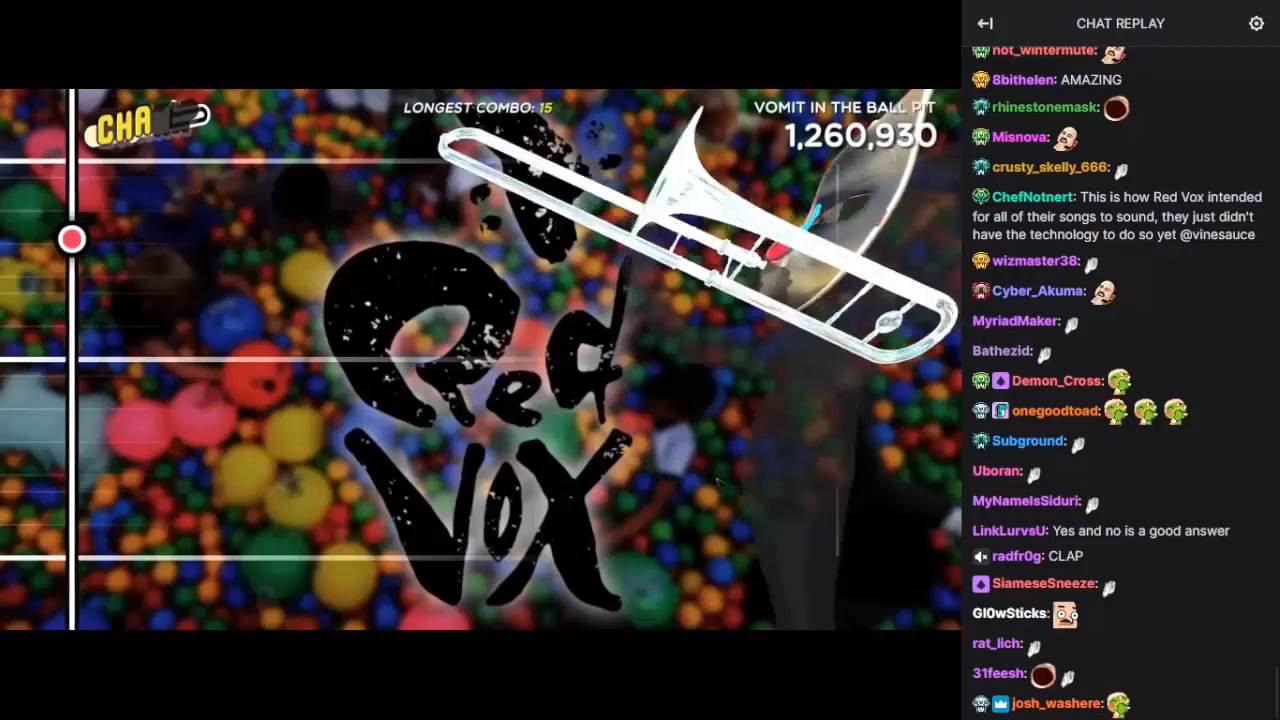 CHAT REPLAY
not_wintermute:
8bithelen: AMAZING
rhinestonemask:
Misnova:
crusty_skelly_666:
ChefNotnert: This is how Red Vox intended
for all of their songs to sound, they just didn't
have the technology to do so yet @vinesauce
wizmaster38:
Cyber_Akuma:
MyriadMaker:
Bathezid:
Demon_Cross:
onegoodtoad:
Subground:
Uboran:
MyNameIsSiduri:
LinkLurvsU: Yes and no is a good answer
radfr0g: CLAP
SiameseSneeze:
Gl0wSticks:
rat_lich:
31feesh:
josh_washere:
CHA
LONGEST COMBO: 15
VOMIT IN THE BALL PIT
1,260,930
Red
VOX